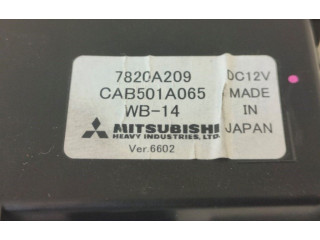 7820A209 DC12V
CAB501A065 MADE
WB-14 IN
MITSUBISHI JAPAN
HEAVY INDUSTRIES, LTD.
Ver.6602